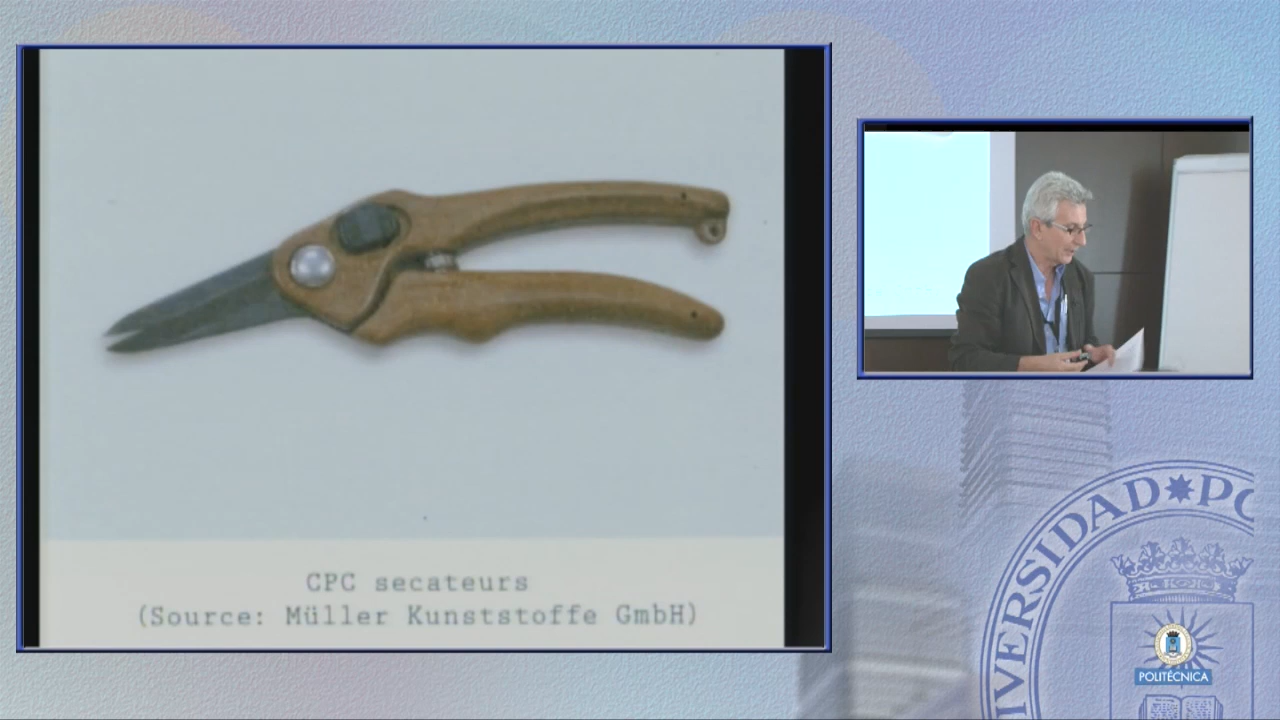 CPC secateurs
(Source: Müller Kunststoffe GmbH)
UNIVERSIDAD PO
POLITÉCNICA